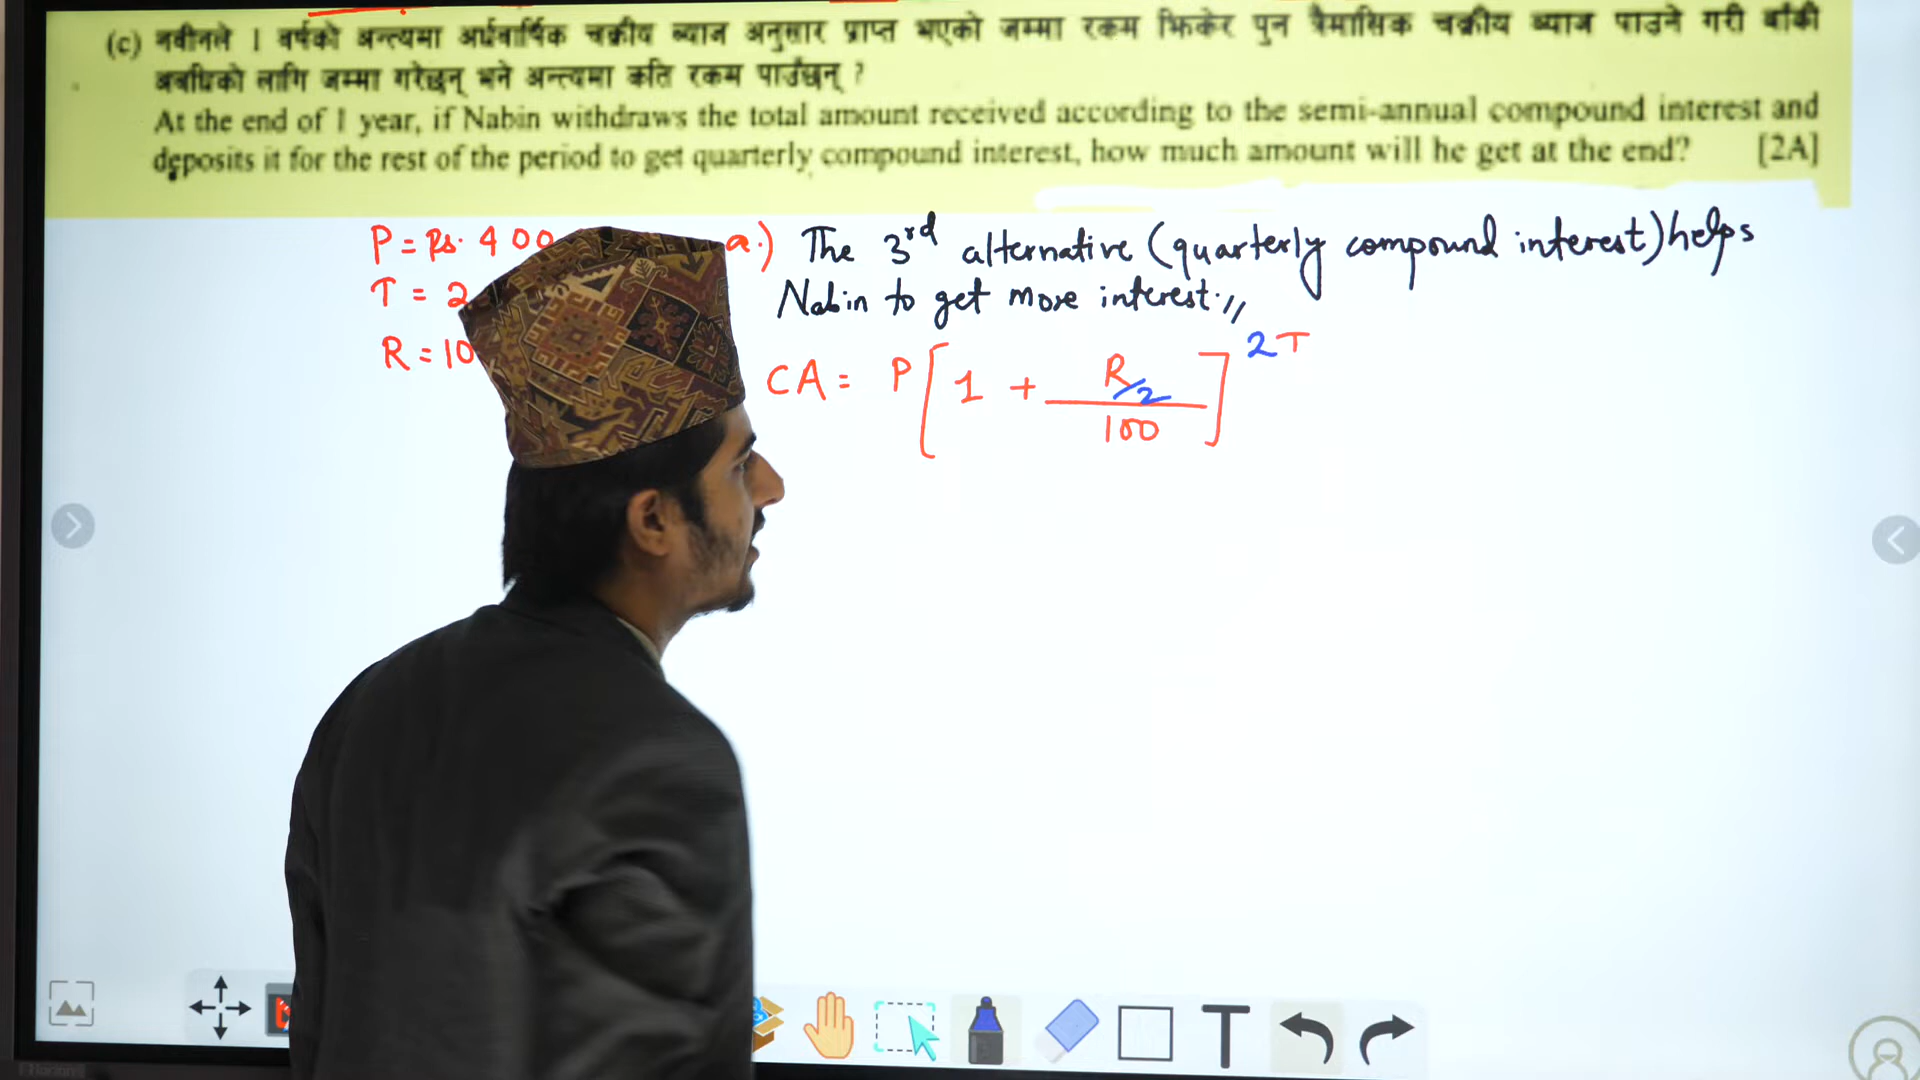 (c) नवीनले 1 वर्षको अन्त्यमा अर्धवार्षिक चक्रीय ब्याज अनुसार प्राप्त भएको जम्मा रकम झिकेर पुन त्रैमासिक चक्रीय ब्याज पाउने गरी बाँकी
अवधिको लागि जम्मा गरेछन् भने अन्त्यमा कति रकम पाउँछन् ?
At the end of 1 year, if Nabin withdraws the total amount received according to the semi-annual compound interest and
deposits it for the rest of the period to get quarterly compound interest, how much amount will he get at the end? [2A]
P = Rs. 400
T = 2
R = 10
a.) The 3rd alternative (quarterly compound interest) helps
Nabin to get more interest.,,
CA = P[1 + R/2 / 100]^2T
T